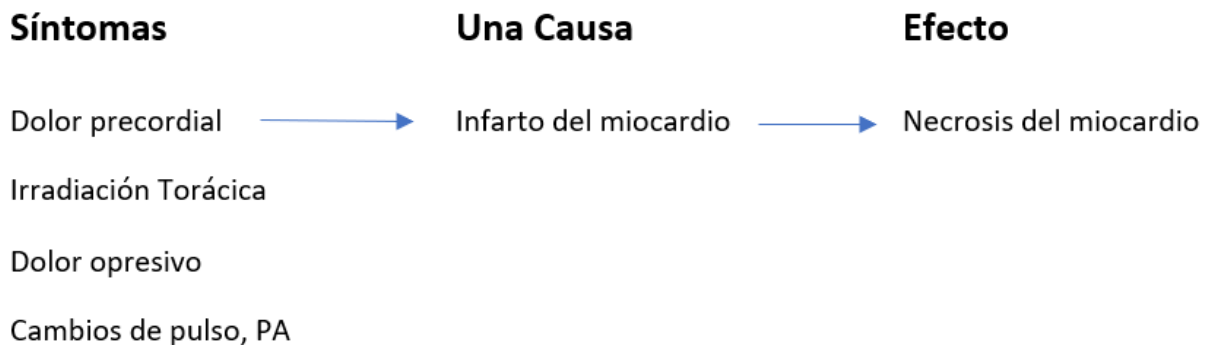 Síntomas Una Causa Efecto
Dolor precordial Infarto del miocardio Necrosis del miocardio
Irradiación Torácica
Dolor opresivo
Cambios de pulso, PA